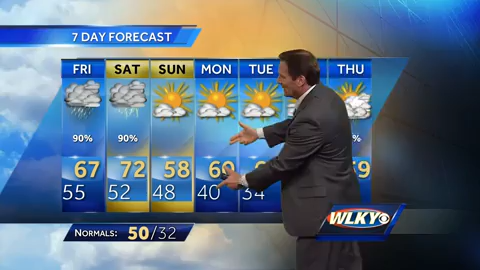 7 DAY FORECAST
FRI SAT SUN MON TUE THU
90% 90%
67 72 58 60
55 52 48 40 34
WLKY
NORMALS: 50/32